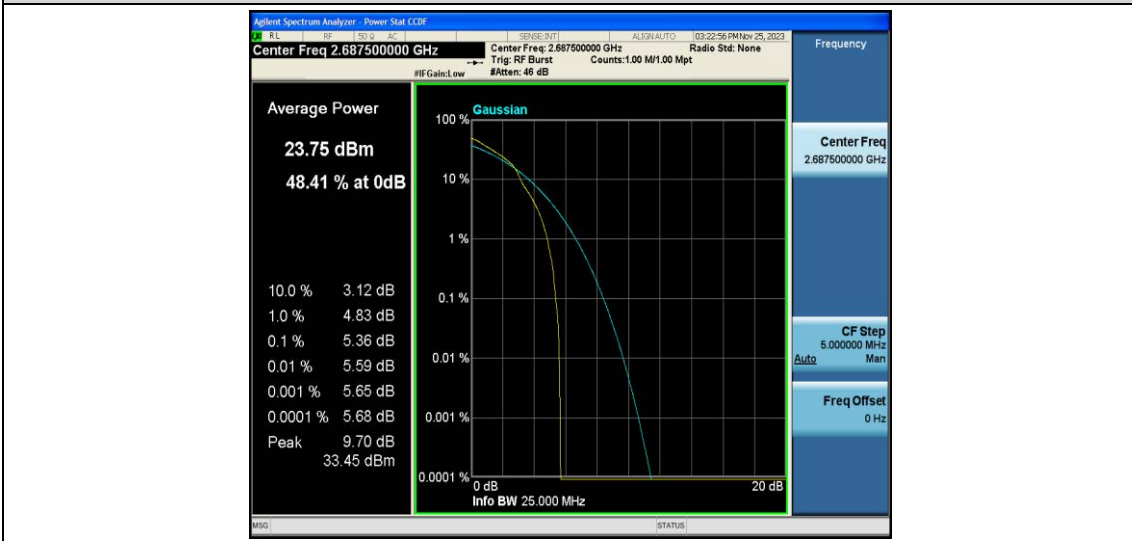 Agilent Spectrum Analyzer - Power Stat CCDF
RL RF 50 Ω AC SENSE:INT ALIGN AUTO 03:22:56 PM Nov 25, 2023
Center Freq 2.687500000 GHz
Center Freq: 2.687500000 GHz Radio Std: None
Trig: RF Burst Counts:1.00 M/1.00 Mpt
#IFGain:Low #Atten: 46 dB
Frequency
Average Power
23.75 dBm
48.41 % at 0dB
10.0 % 3.12 dB
1.0 % 4.83 dB
0.1 % 5.36 dB
0.01 % 5.59 dB
0.001 % 5.65 dB
0.0001 % 5.68 dB
Peak 9.70 dB
33.45 dBm
Gaussian
100 %
10 %
1 %
0.1 %
0.01 %
0.001 %
0.0001 %
0 dB 20 dB
Info BW 25.000 MHz
Center Freq
2.687500000 GHz
CF Step
5.000000 MHz
Auto Man
Freq Offset
0 Hz
MSG STATUS